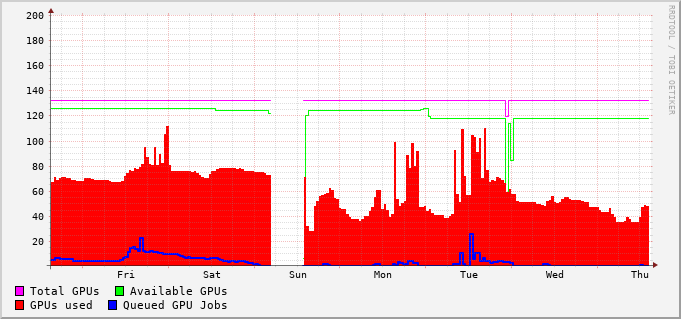 200
180
160
140
120
100
80
60
40
20
Fri Sat Sun Mon Tue Wed Thu
Total GPUs Available GPUs
GPUs used Queued GPU Jobs
RRDTOOL / TOBI OETIKER